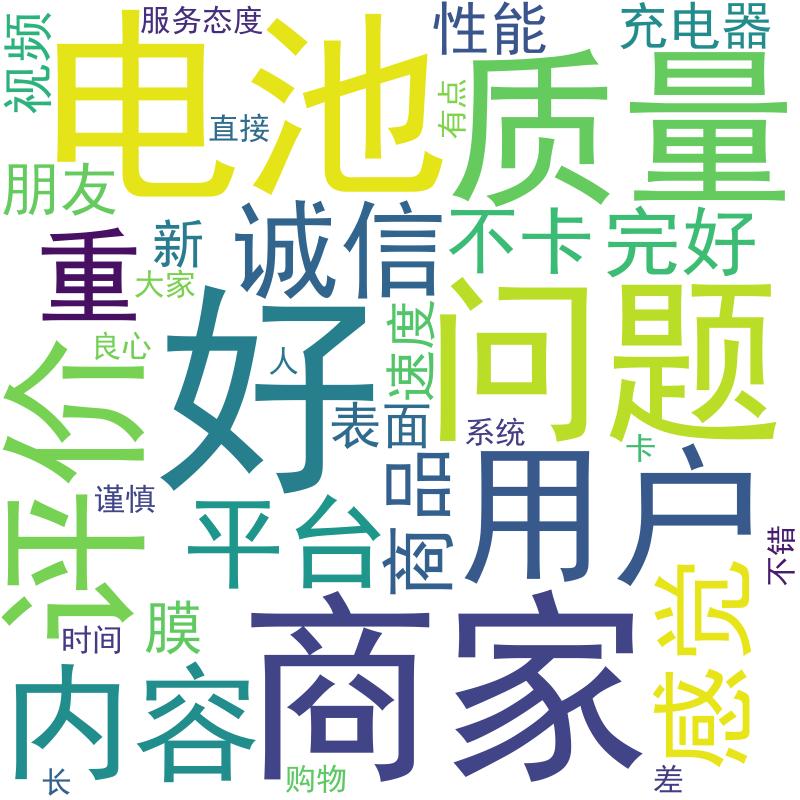 服务态度
性能
充电器
视频
电池
质量
直接
有点
朋友
诚信
不卡
完好
重
新
大家
好
问题
良心
人
速度
评价
表面
系统
卡
谨慎
平台
商品
用户
不错
膜
时间
商家
感觉
内容
长
购物
差